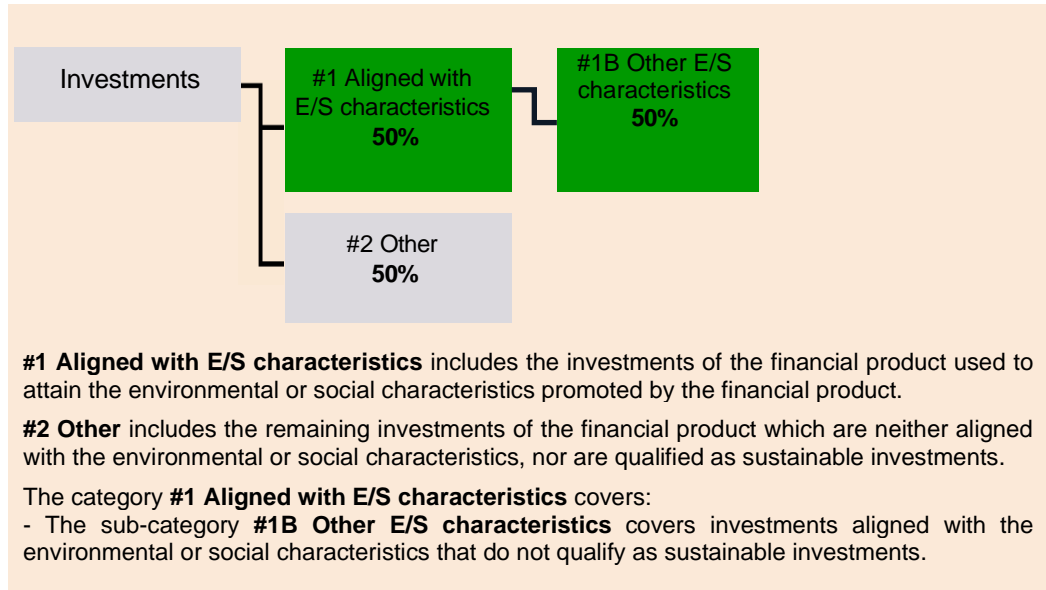 Investments
#1 Aligned with
E/S characteristics
50%
#1B Other E/S
characteristics
50%
#2 Other
50%
#1 Aligned with E/S characteristics includes the investments of the financial product used to
attain the environmental or social characteristics promoted by the financial product.
#2 Other includes the remaining investments of the financial product which are neither aligned
with the environmental or social characteristics, nor are qualified as sustainable investments.
The category #1 Aligned with E/S characteristics covers:
- The sub-category #1B Other E/S characteristics covers investments aligned with the
environmental or social characteristics that do not qualify as sustainable investments.